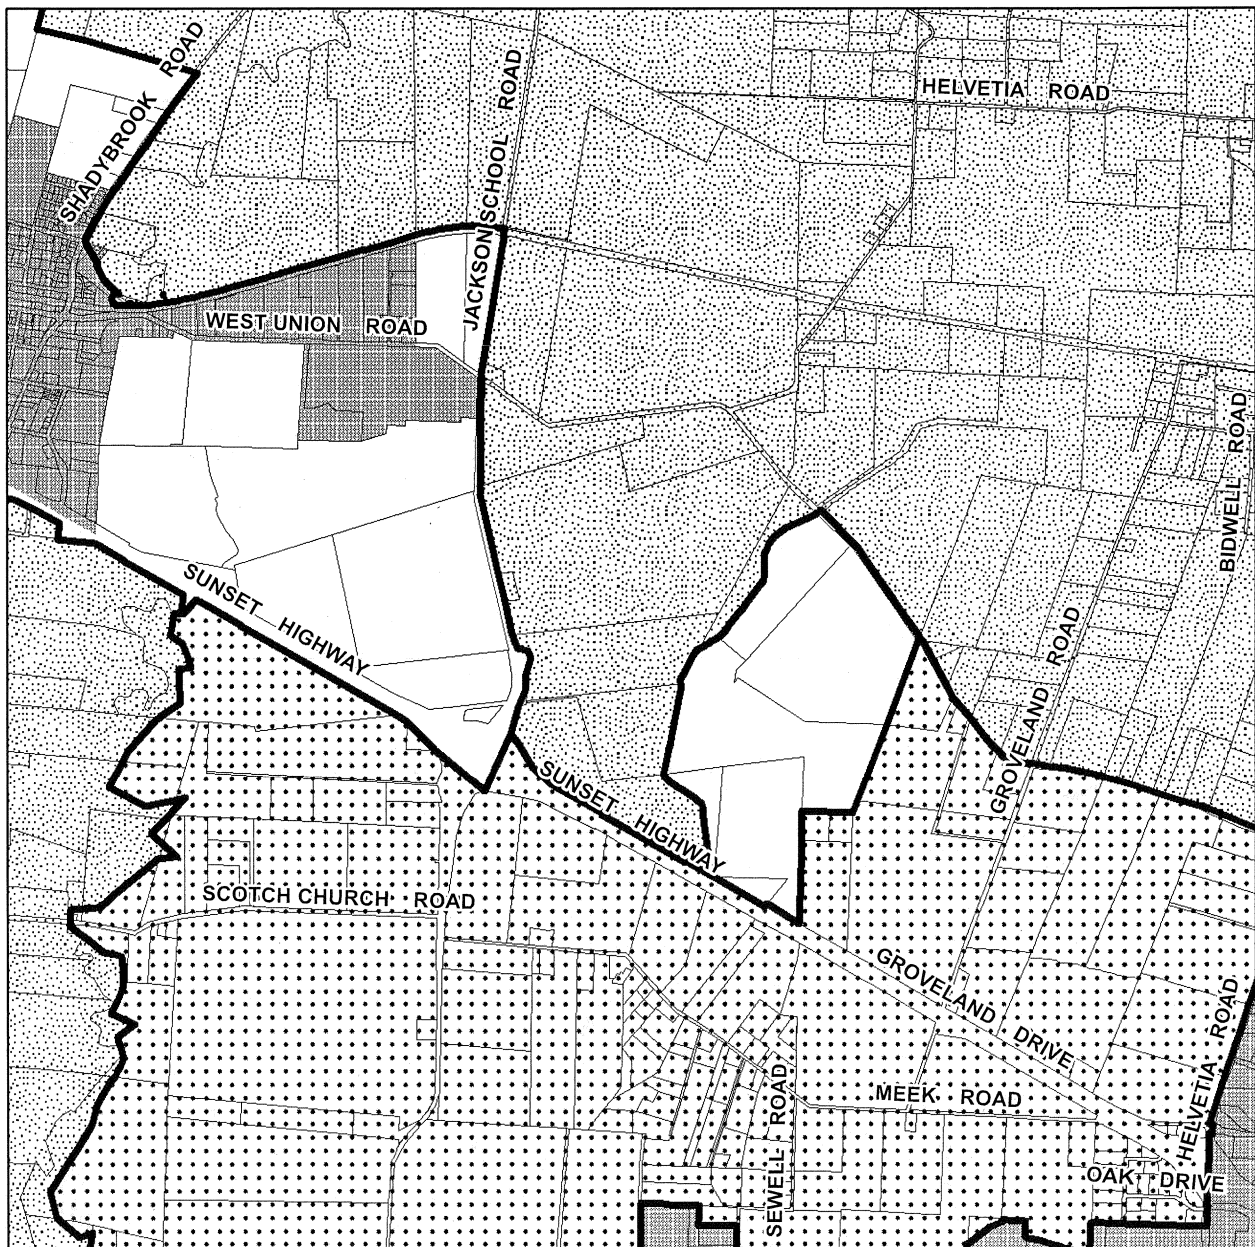 SHADYBROOK ROAD
JACKSON SCHOOL ROAD
HELVETIA ROAD
WEST UNION ROAD
BIDWELL ROAD
SUNSET HIGHWAY
GROVELAND ROAD
SUNSET HIGHWAY
SCOTCH CHURCH ROAD
GROVELAND DRIVE
HELVETIA ROAD
MEEK ROAD
SEWELL ROAD
OAK DRIVE